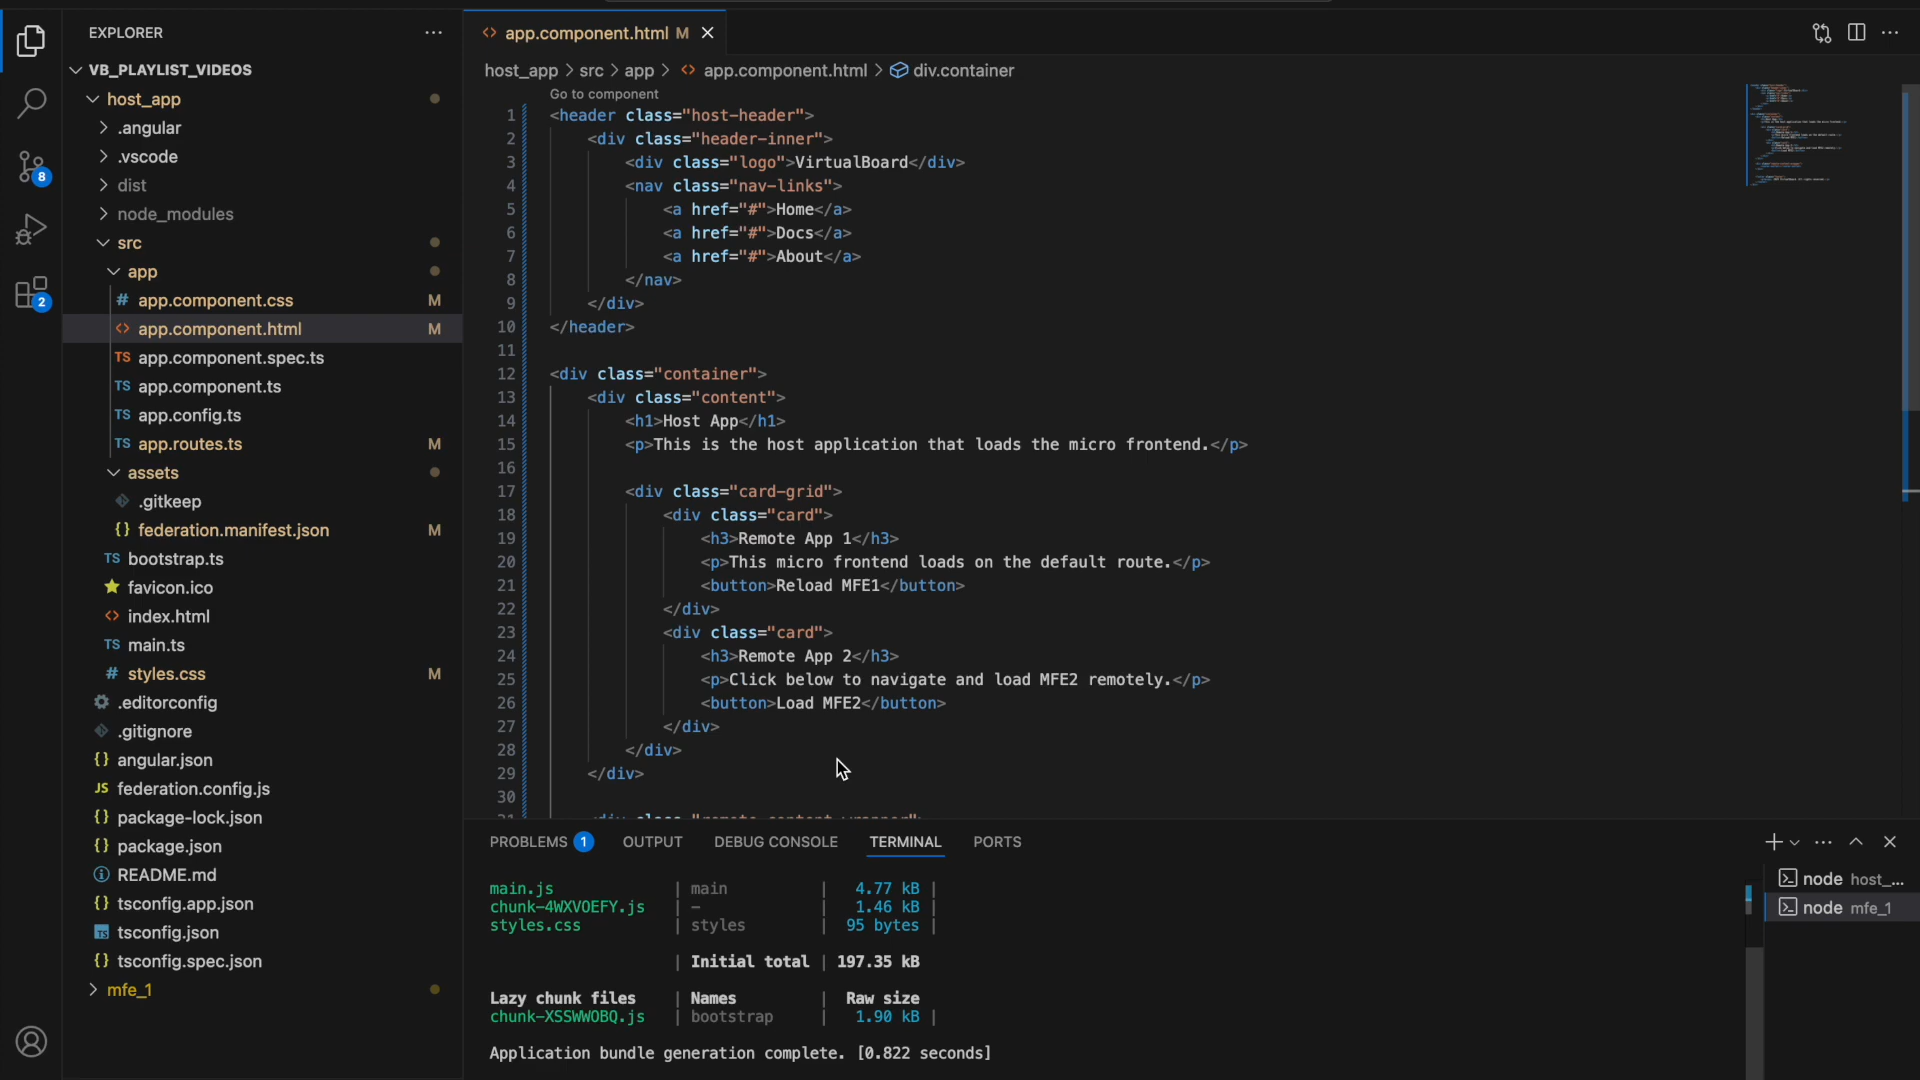 EXPLORER
VB_PLAYLIST_VIDEOS
host_app
.angular
.vscode
dist
node_modules
src
app
# app.component.css M
<> app.component.html M
TS app.component.spec.ts
TS app.component.ts
TS app.config.ts
TS app.routes.ts M
assets
.gitkeep
{} federation.manifest.json M
TS bootstrap.ts
favicon.ico
<> index.html
TS main.ts
# styles.css M
.editorconfig
.gitignore
{} angular.json
JS federation.config.js
{} package-lock.json
{} package.json
README.md
{} tsconfig.app.json
TS tsconfig.json
{} tsconfig.spec.json
mfe_1
8
2
<> app.component.html M
host_app > src > app > <> app.component.html > div.container
Go to component
1 <header class="host-header">
2 <div class="header-inner">
3 <div class="logo">VirtualBoard</div>
4 <nav class="nav-links">
5 <a href="#">Home</a>
6 <a href="#">Docs</a>
7 <a href="#">About</a>
8 </nav>
9 </div>
10 </header>
11
12 <div class="container">
13 <div class="content">
14 <h1>Host App</h1>
15 <p>This is the host application that loads the micro frontend.</p>
16
17 <div class="card-grid">
18 <div class="card">
19 <h3>Remote App 1</h3>
20 <p>This micro frontend loads on the default route.</p>
21 <button>Reload MFE1</button>
22 </div>
23 <div class="card">
24 <h3>Remote App 2</h3>
25 <p>Click below to navigate and load MFE2 remotely.</p>
26 <button>Load MFE2</button>
27 </div>
28 </div>
29 </div>
30
31 <div class="remote-content-wrapper">
PROBLEMS 1 OUTPUT DEBUG CONSOLE TERMINAL PORTS
main.js | main | 4.77 kB |
chunk-4WXVOEFY.js | - | 1.46 kB |
styles.css | styles | 95 bytes |
| Initial total | 197.35 kB
Lazy chunk files | Names | Raw size
chunk-XSSWWOBQ.js | bootstrap | 1.90 kB |
Application bundle generation complete. [0.822 seconds]
node host_...
node mfe_1